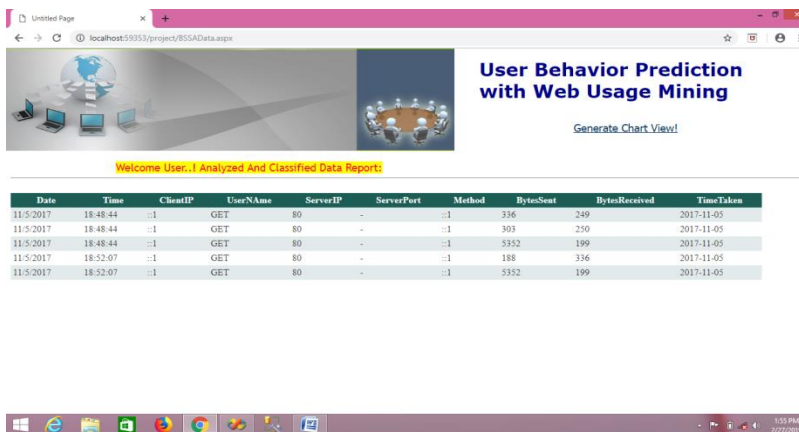 Untitled Page
localhost:59353/project/BSSAData.aspx
User Behavior Prediction
with Web Usage Mining
Generate Chart View!
Welcome User..! Analyzed And Classified Data Report:
Date Time ClientIP UserNAme ServerIP ServerPort Method BytesSent BytesReceived TimeTaken
11/5/2017 18:48:44 ::1 GET 80 - ::1 336 249 2017-11-05
11/5/2017 18:48:44 ::1 GET 80 - ::1 303 250 2017-11-05
11/5/2017 18:48:44 ::1 GET 80 - ::1 5352 199 2017-11-05
11/5/2017 18:52:07 ::1 GET 80 - ::1 188 336 2017-11-05
11/5/2017 18:52:07 ::1 GET 80 - ::1 5352 199 2017-11-05
1:55 PM